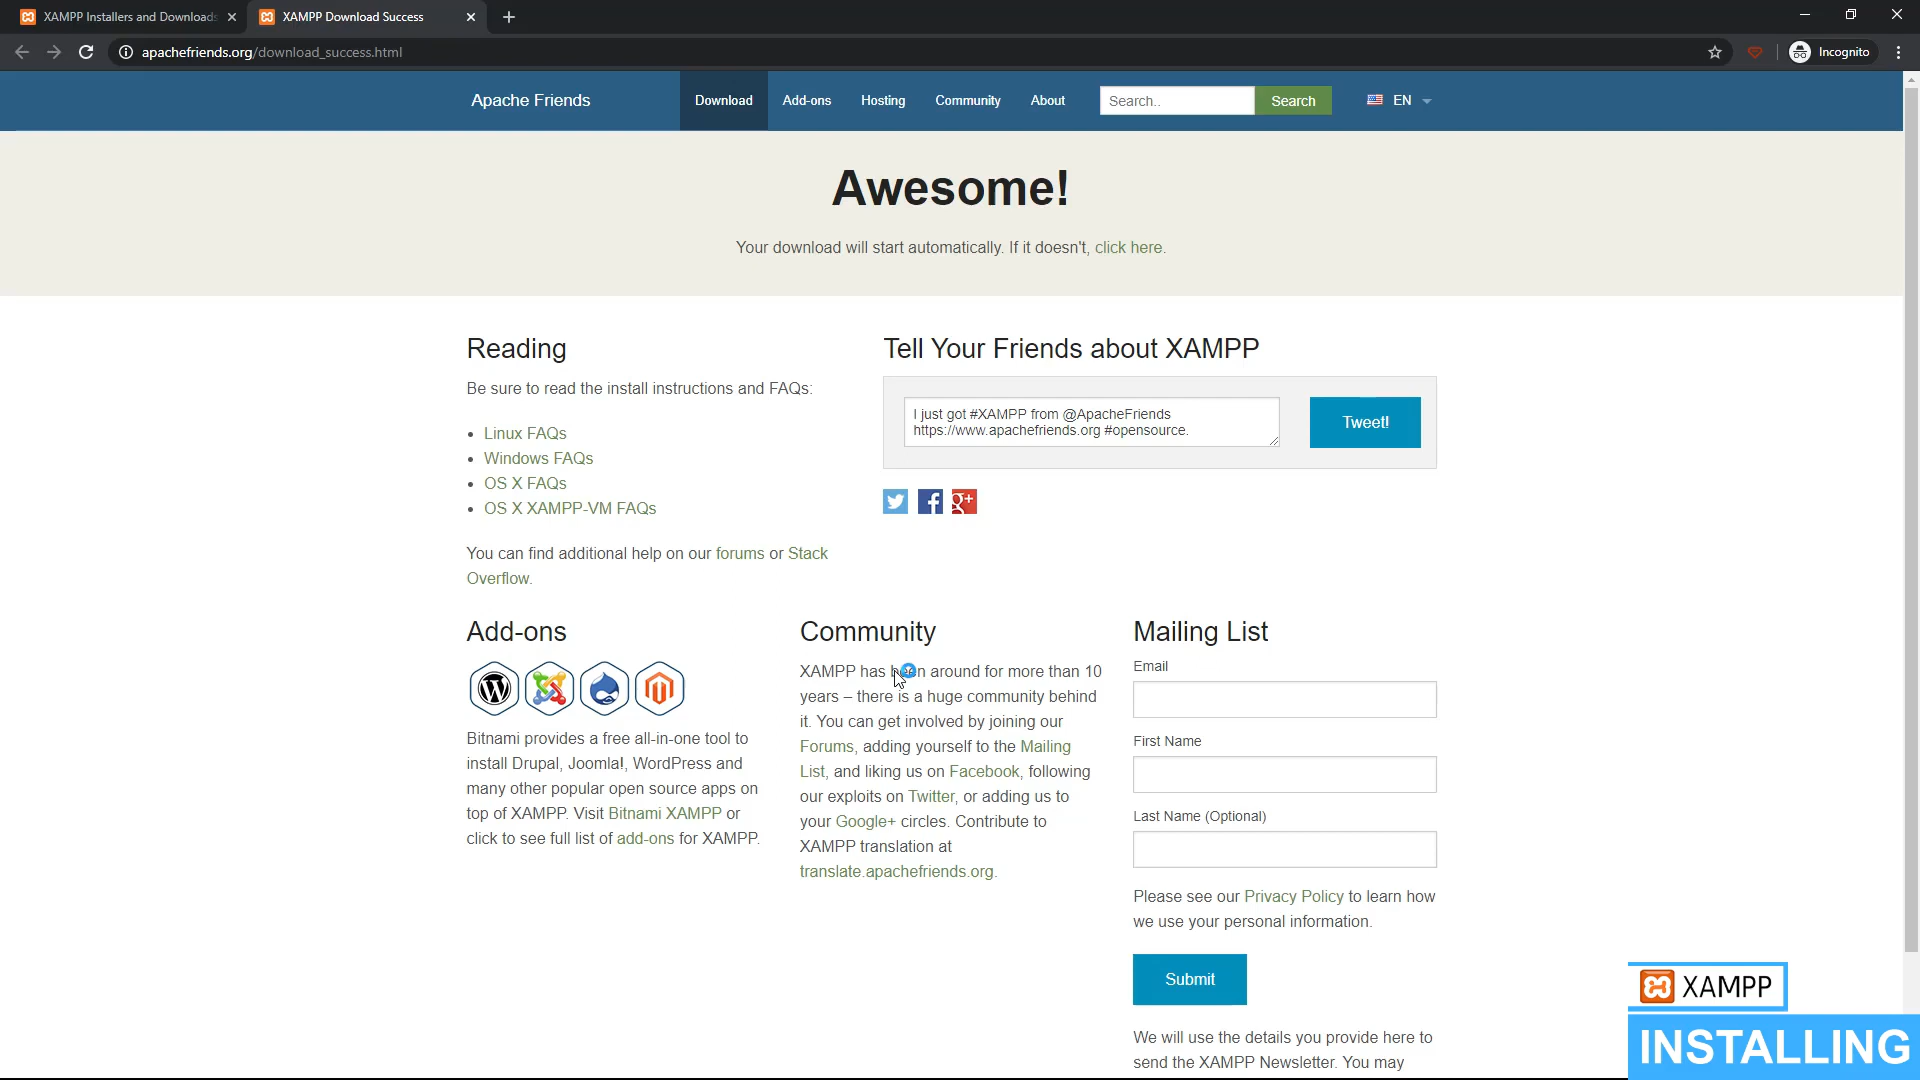 XAMPP Installers and Downloads
XAMPP Download Success
apachefriends.org/download_success.html
Incognito
Apache Friends
Download
Add-ons
Hosting
Community
About
Search..
Search
EN
Awesome!
Your download will start automatically. If it doesn't, click here.
Reading
Be sure to read the install instructions and FAQs:
Linux FAQs
Windows FAQs
OS X FAQs
OS X XAMPP-VM FAQs
You can find additional help on our forums or Stack
Overflow.
Tell Your Friends about XAMPP
I just got #XAMPP from @ApacheFriends
https://www.apachefriends.org #opensource.
Tweet!
Add-ons
Bitnami provides a free all-in-one tool to
install Drupal, Joomla!, WordPress and
many other popular open source apps on
top of XAMPP. Visit Bitnami XAMPP or
click to see full list of add-ons for XAMPP.
Community
XAMPP has been around for more than 10
years – there is a huge community behind
it. You can get involved by joining our
Forums, adding yourself to the Mailing
List, and liking us on Facebook, following
our exploits on Twitter, or adding us to
your Google+ circles. Contribute to
XAMPP translation at
translate.apachefriends.org.
Mailing List
Email
First Name
Last Name (Optional)
Please see our Privacy Policy to learn how
we use your personal information.
Submit
We will use the details you provide here to
send the XAMPP Newsletter. You may
XAMPP
INSTALLING